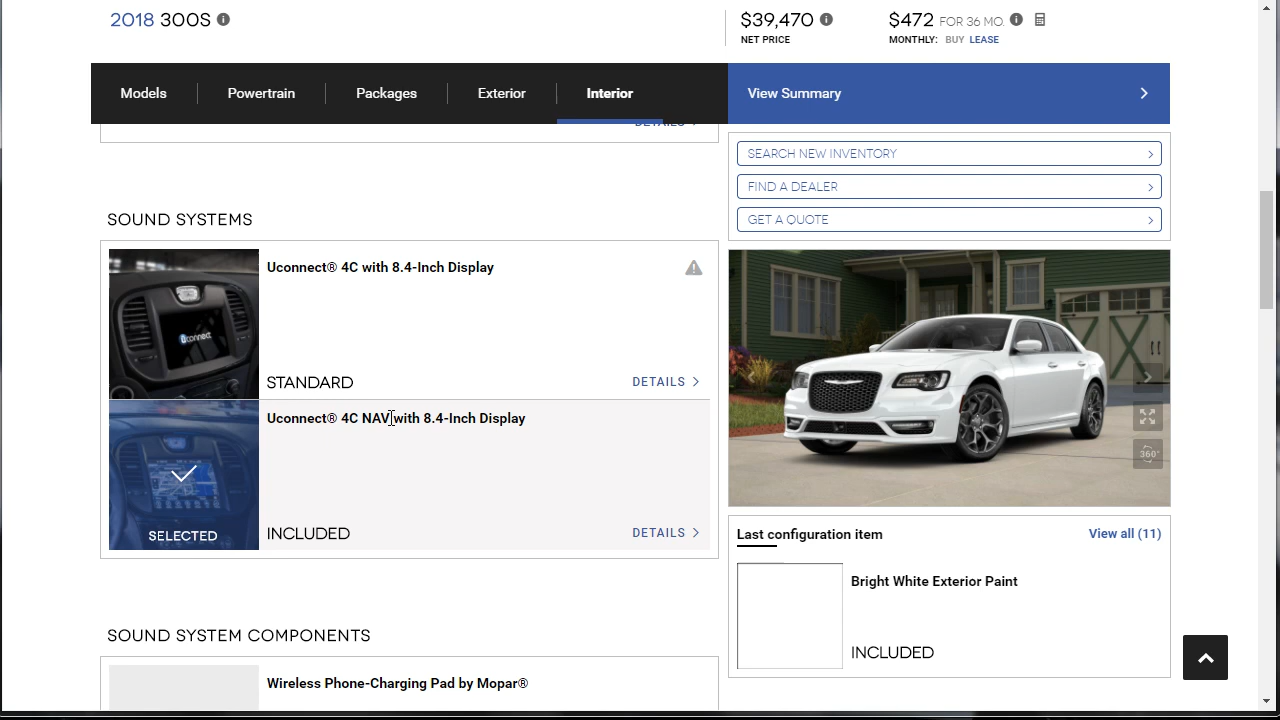 2018 300S
$39,470
NET PRICE
$472 FOR 36 MO.
MONTHLY: BUY LEASE
Models
Powertrain
Packages
Exterior
Interior
View Summary
DETAILS
SEARCH NEW INVENTORY
FIND A DEALER
GET A QUOTE
SOUND SYSTEMS
Uconnect® 4C with 8.4-Inch Display
uconnect
STANDARD
DETAILS
Uconnect® 4C NAV with 8.4-Inch Display
SELECTED
INCLUDED
DETAILS
360°
Last configuration item
View all (11)
Bright White Exterior Paint
INCLUDED
SOUND SYSTEM COMPONENTS
Wireless Phone-Charging Pad by Mopar®